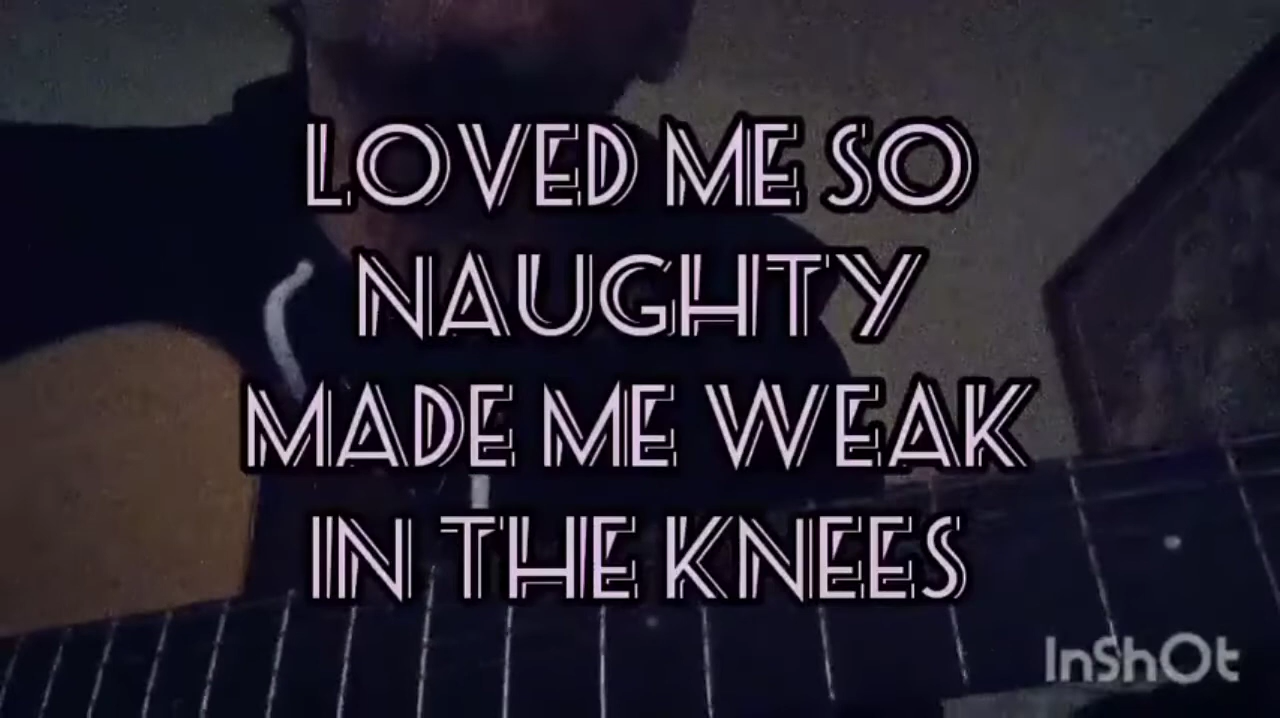 LOVED ME SO
NAUGHTY
MADE ME WEAK
IN THE KNEES
InShOt